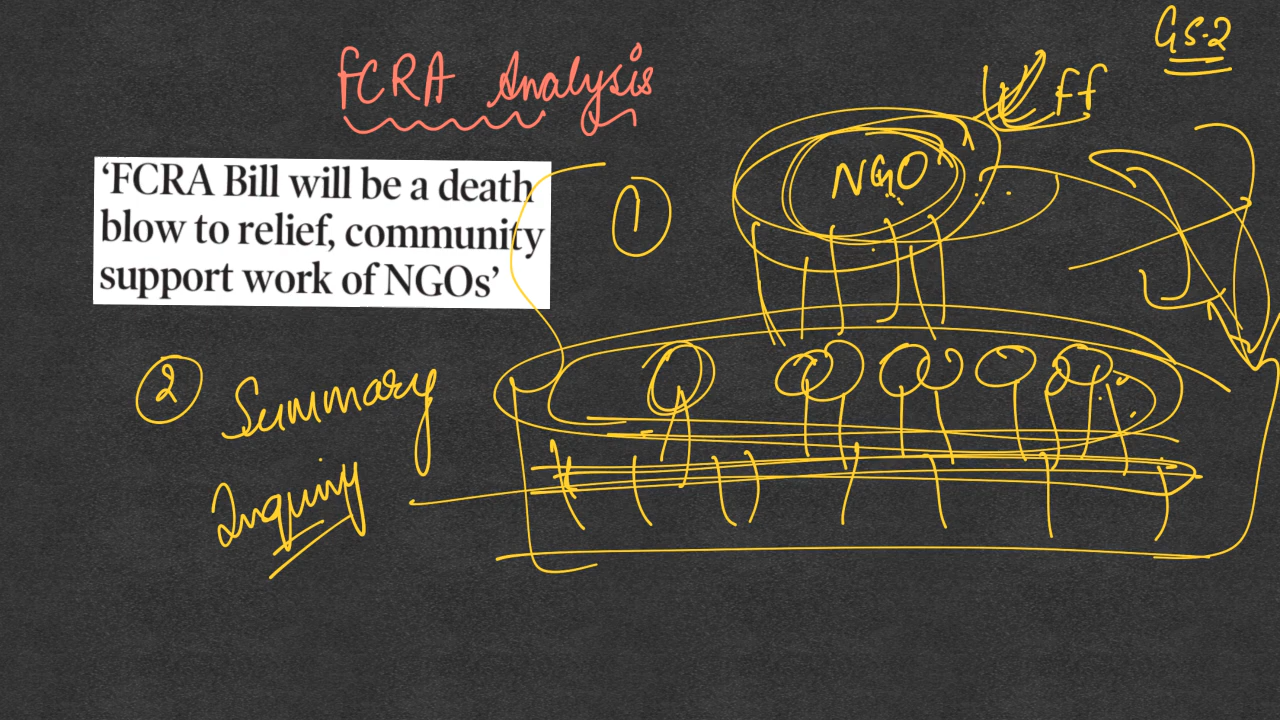 GS-2
FCRA Analysis
FF
NGO
①
‘FCRA Bill will be a death
blow to relief, community
support work of NGOs’
② Summary
Inquiry